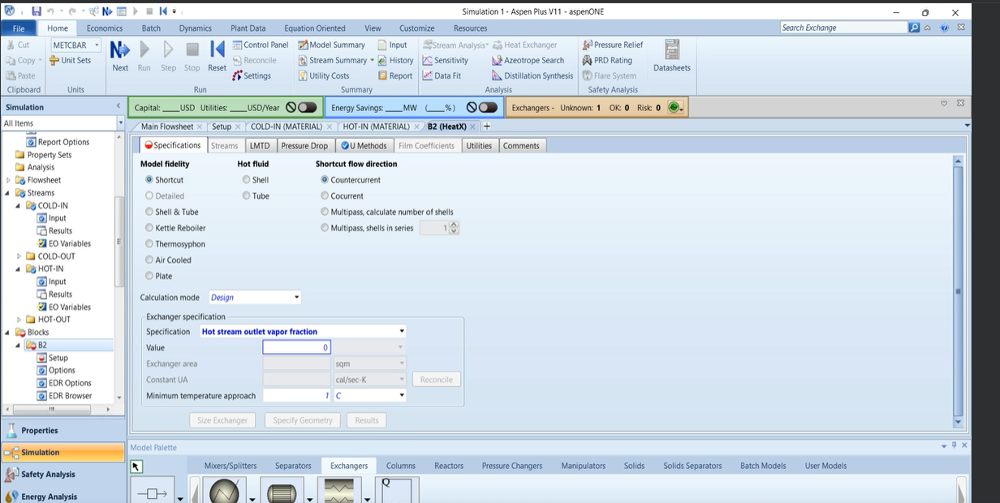 Simulation 1 - Aspen Plus V11 - aspenONE
File Home Economics Batch Dynamics Plant Data Equation Oriented View Customize Resources Search Exchange
Cut METCBAR Control Panel Model Summary Input Stream Analysis Heat Exchanger Pressure Relief
Copy Unit Sets Next Run Step Stop Reset Reconcile Stream Summary History Sensitivity Azeotrope Search PRD Rating Datasheets
Paste Settings Utility Costs Report Data Fit Distillation Synthesis Flare System
Clipboard Units Run Summary Analysis Safety Analysis
Simulation Capital: ____USD Utilities: ____USD/Year Energy Savings: ____MW (____%) Exchangers - Unknown: 1 OK: 0 Risk: 0
All Items Main Flowsheet Setup COLD-IN (MATERIAL) HOT-IN (MATERIAL) B2 (HeatX)
Report Options
Property Sets
Analysis
Flowsheet
Streams
COLD-IN
Input
Results
EO Variables
COLD-OUT
HOT-IN
Input
Results
EO Variables
HOT-OUT
Blocks
B2
Setup
Options
EDR Options
EDR Browser
Properties
Simulation
Safety Analysis
Energy Analysis
Specifications Streams LMTD Pressure Drop U Methods Film Coefficients Utilities Comments
Model fidelity Hot fluid Shortcut flow direction
Shortcut Shell Countercurrent
Detailed Tube Cocurrent
Shell & Tube Multipass, calculate number of shells
Kettle Reboiler Multipass, shells in series 1
Thermosyphon
Air Cooled
Plate
Calculation mode Design
Exchanger specification
Specification Hot stream outlet vapor fraction
Value 0
Exchanger area sqm
Constant UA cal/sec-K Reconcile
Minimum temperature approach 1 C
Size Exchanger Specify Geometry Results
Model Palette
Mixers/Splitters Separators Exchangers Columns Reactors Pressure Changers Manipulators Solids Solids Separators Batch Models User Models
Q